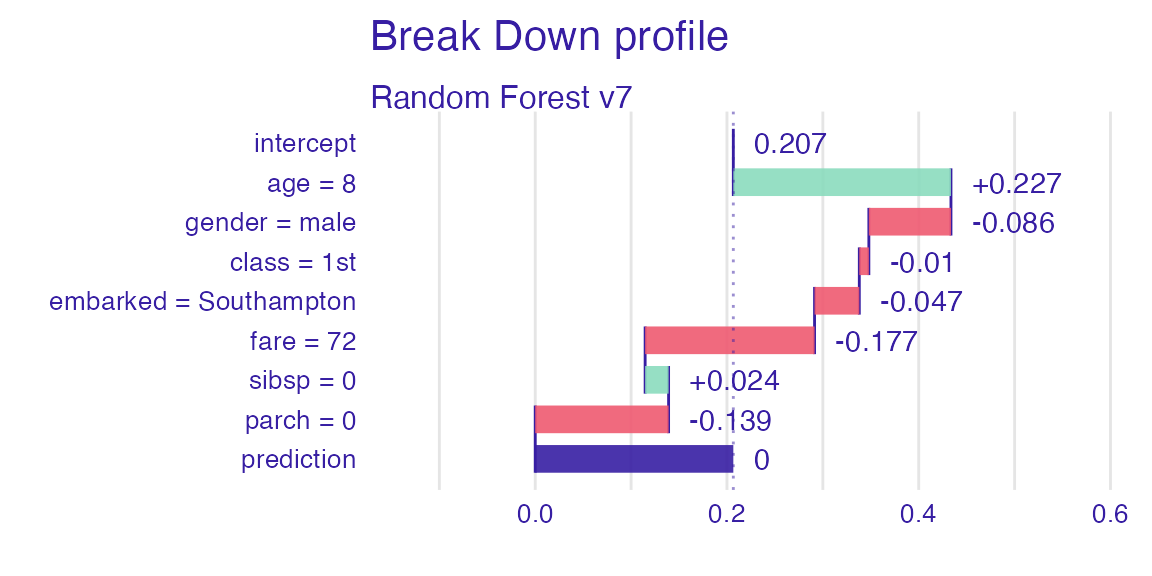 Break Down profile
Random Forest v7
intercept 0.207
age = 8 +0.227
gender = male -0.086
class = 1st -0.01
embarked = Southampton -0.047
fare = 72 -0.177
sibsp = 0 +0.024
parch = 0 -0.139
prediction 0
0.0 0.2 0.4 0.6